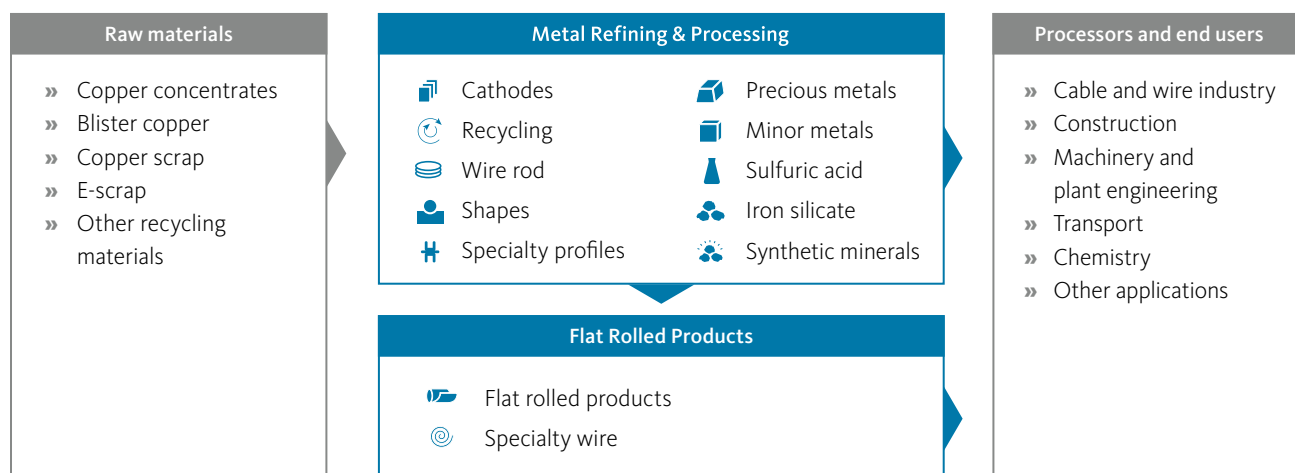 Raw materials
» Copper concentrates
» Blister copper
» Copper scrap
» E-scrap
» Other recycling
materials
Metal Refining & Processing
Cathodes
Recycling
Wire rod
Shapes
Specialty profiles
Precious metals
Minor metals
Sulfuric acid
Iron silicate
Synthetic minerals
Flat Rolled Products
Flat rolled products
Specialty wire
Processors and end users
» Cable and wire industry
» Construction
» Machinery and
plant engineering
» Transport
» Chemistry
» Other applications